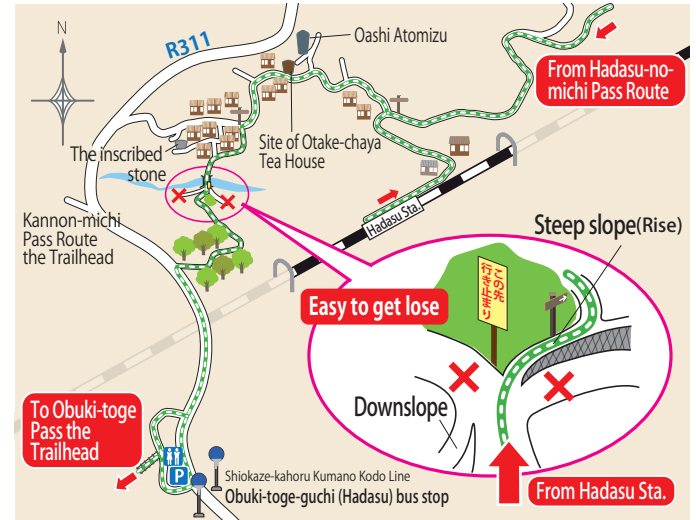 N
R311
Oashi Atomizu
From Hadasu-no-
michi Pass Route
The inscribed
stone
Site of Otake-chaya
Tea House
Kannon-michi
Pass Route
the Trailhead
Hadasu Sta.
Steep slope(Rise)
Easy to get lose
この先
行き止まり
Downslope
To Obuki-toge
Pass the
Trailhead
P
Shiokaze-kahoru Kumano Kodo Line
Obuki-toge-guchi (Hadasu) bus stop
From Hadasu Sta.